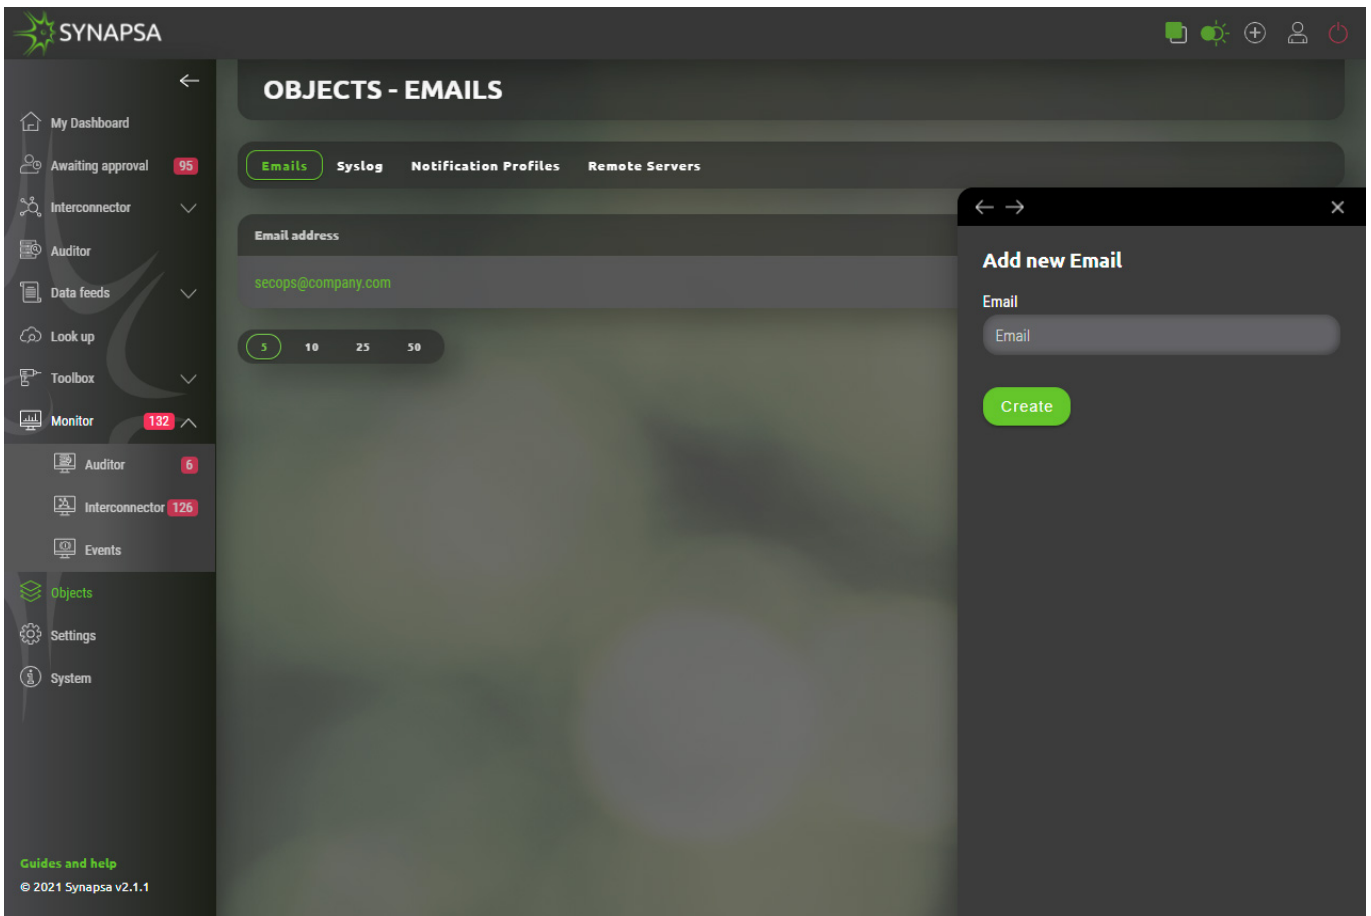 SYNAPSA
OBJECTS - EMAILS
My Dashboard
Awaiting approval 95
Interconnector
Auditor
Data feeds
Look up
Toolbox
Monitor 132
Auditor 6
Interconnector 126
Events
Objects
Settings
System
Guides and help
© 2021 Synapsa v2.1.1
Emails Syslog Notification Profiles Remote Servers
Email address
secops@company.com
5 10 25 50
Add new Email
Email
Email
Create